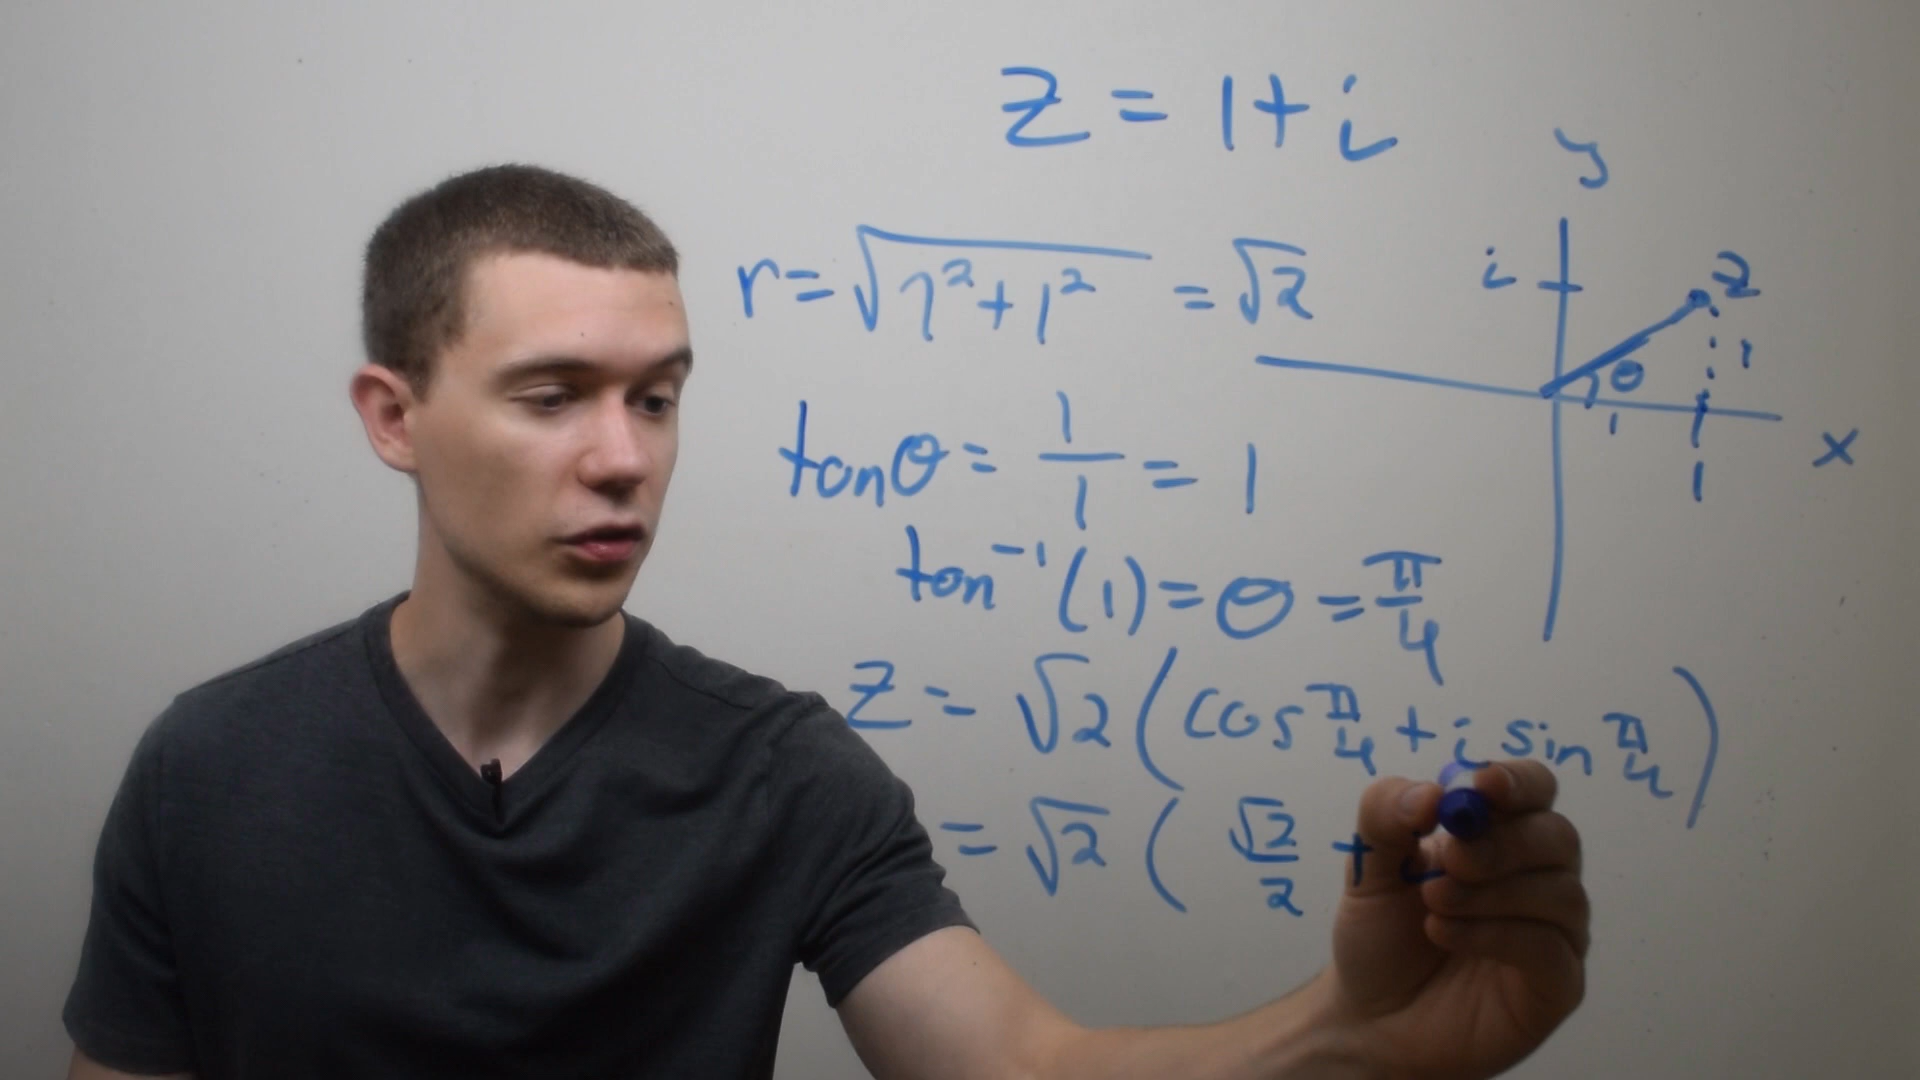 z = 1 + i
y
r = √(1² + 1²) = √2
i
z
1
θ
1
x
1
tanθ = 1/1 = 1
tan⁻¹(1) = θ = π/4
z = √2 (cos π/4 + i sin π/4)
= √2 ( √2/2 + i